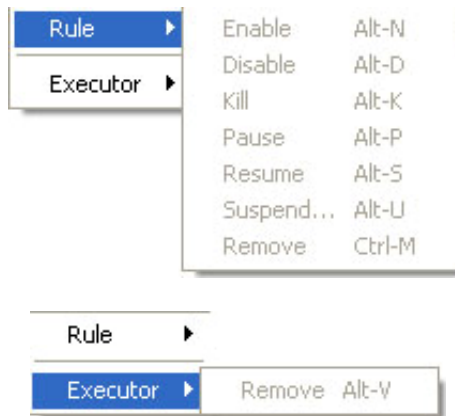 Rule Enable Alt-N
Disable Alt-D
Executor
Kill Alt-K
Pause Alt-P
Resume Alt-S
Suspend... Alt-U
Remove Ctrl-M
Rule
Executor Remove Alt-V